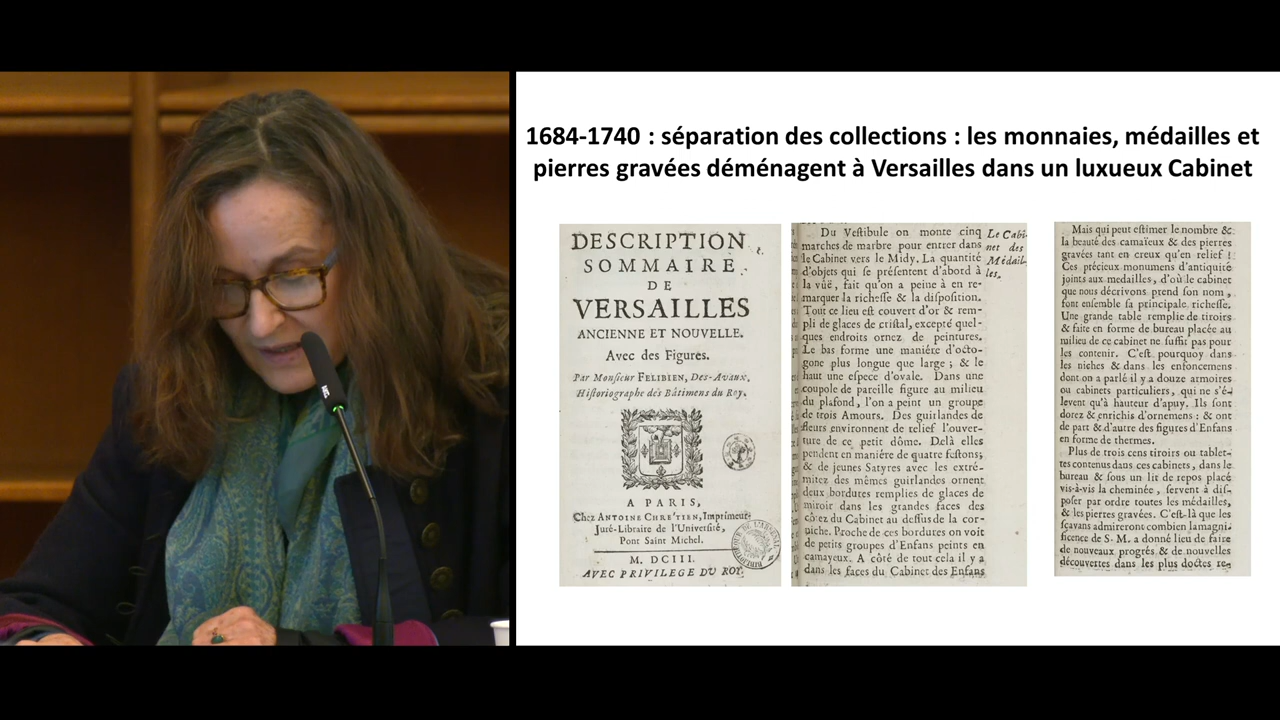 1684-1740 : séparation des collections : les monnaies, médailles et
pierres gravées déménagent à Versailles dans un luxueux Cabinet
DESCRIPTION
SOMMAIRE
DE
VERSAILLES
ANCIENNE ET NOUVELLE.
Avec des Figures.
Par Monsieur FELIBIEN, Des-Avaux,
Historiographe des Bâtimens du Roy.
A PARIS,
Chez ANTOINE CHRE'TIEN, Imprimeur-
Juré-Libraire de l'Université,
Pont Saint Michel.
M. DCIII.
AVEC PRIVILEGE DU ROY.
Du Veſtibule on monte cinq
marches de marbre pour entrer dans
le Cabinet vers le Midy. La quantité
d'objets qui ſe préſentent d'abord à
la vûë, fait qu'on a peine à en re-
marquer la richeſſe & la diſpoſition.
Tout ce lieu eſt couvert d'or & rem-
pli de glaces de criſtal, excepté quel-
ques endroits ornez de peintures.
Le bas forme une maniére d'octo-
gone plus longue que large ; & le
haut une eſpece d'ovale. Dans une
coupole de pareille figure au milieu
du plafond, l'on a peint un groupe
de trois Amours. Des guirlandes de
fleurs environnent de relief l'ouver-
ture de ce petit dôme. Delà elles
pendent en maniére de quatre feſtons;
& de jeunes Satyres avec les extré-
mitez des mêmes guirlandes ornent
deux bordures remplies de glaces de
miroir dans les grandes faces des
côtez du Cabinet au deſſus de la cor-
niche. Proche de ces bordures on voit
de petits groupes d'Enfans peints en
camayeux. A côté de tout cela il y a
dans les faces du Cabinet des Enfans
Le Cabi-
net des
Médail-
les.
Mais qui peut eſtimer le nombre &
la beauté des camaïeux & des pierres
gravées tant en creux qu'en relief !
Ces précieux monumens d'antiquité
joints aux medailles, d'où le cabinet
que nous décrivons prend ſon nom,
font enſemble ſa principale richeſſe.
Une grande table remplie de tiroirs
& faite en forme de bureau placée au
milieu de ce cabinet ne ſuffit pas pour
les contenir. C'eſt pourquoy dans
les niches & dans les enfoncemens
dont on a parlé il y a douze armoires
ou cabinets particuliers, qui ne s'é-
levent qu'à hauteur d'apuy. Ils ſont
dorez & enrichis d'ornemens : & ont
de part & d'autre des figures d'Enfans
en forme de thermes.
Plus de trois cens tiroirs ou tablet-
tes contenus dans ces cabinets, dans le
bureau & ſous un lit de repos placé
vis-à-vis la cheminée, ſervent à diſ-
poſer par ordre toutes les médailles,
& les pierres gravées. C'eſt-là que les
ſçavans admireront combien la magni-
ficence de S. M. a donné lieu de faire
de nouveaux progrés & de nouvelles
découvertes dans les plus doctes re-